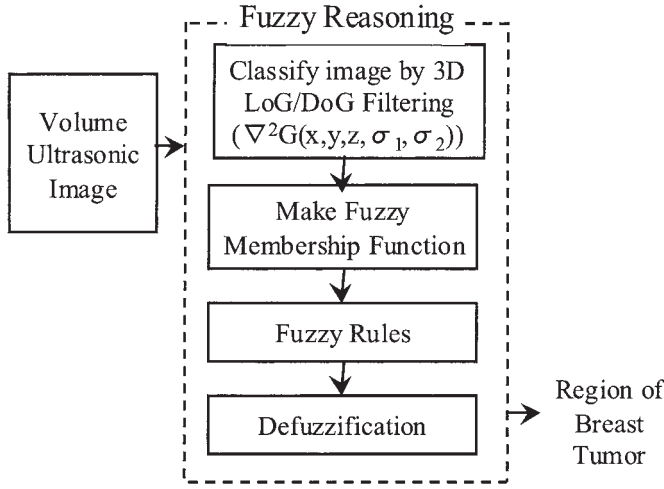 Fuzzy Reasoning
Volume
Ultrasonic
Image
Classify image by 3D
LoG/DoG Filtering
(∇²G(x,y,z,σ₁,σ₂))
Make Fuzzy
Membership Function
Fuzzy Rules
Defuzzification
Region of
Breast
Tumor